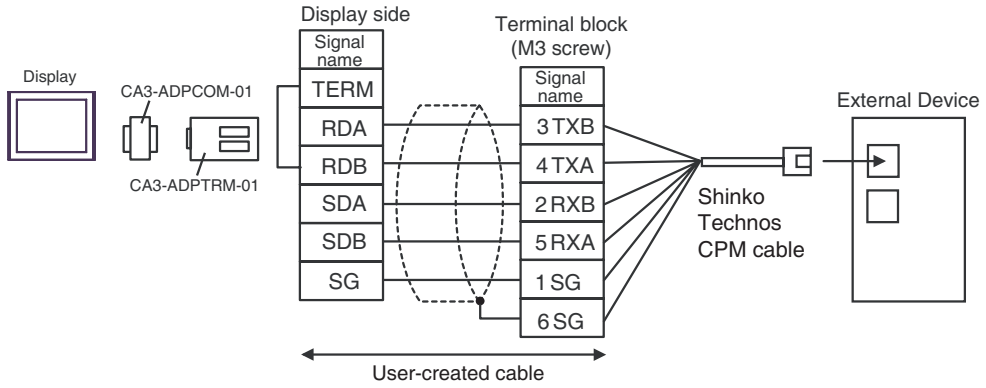 Display side
Terminal block
(M3 screw)
Signal
name
TERM
RDA
RDB
SDA
SDB
SG
Signal
name
3 TXB
4 TXA
2 RXB
5 RXA
1 SG
6 SG
Display
CA3-ADPCOM-01
CA3-ADPTRM-01
External Device
Shinko
Technos
CPM cable
User-created cable